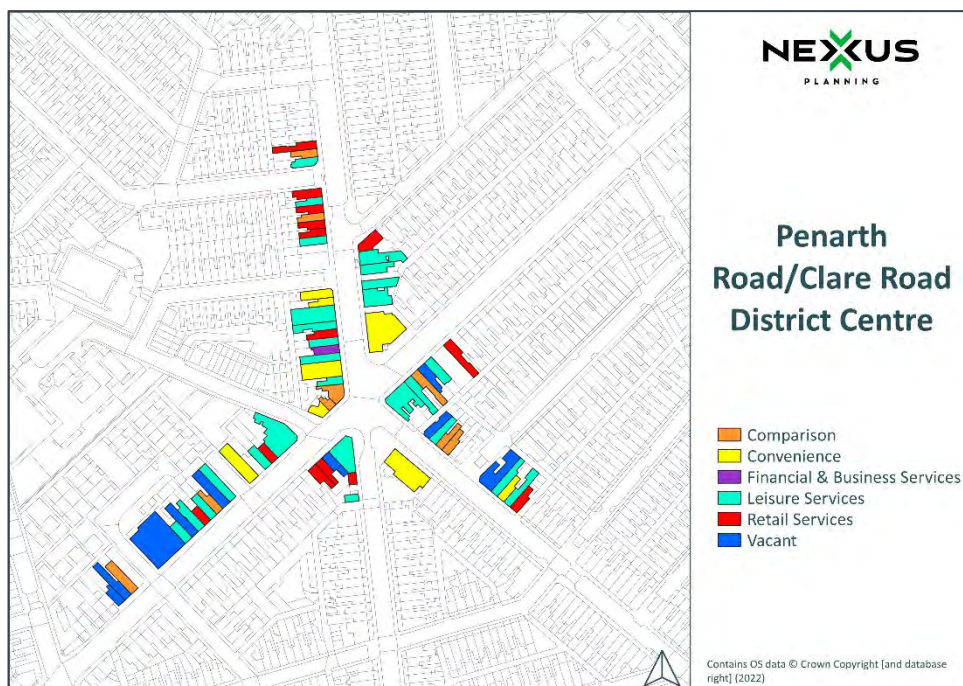 NEXUS
PLANNING
Penarth
Road/Clare Road
District Centre
Comparison
Convenience
Financial & Business Services
Leisure Services
Retail Services
Vacant
Contains OS data © Crown Copyright [and database
right] (2022)